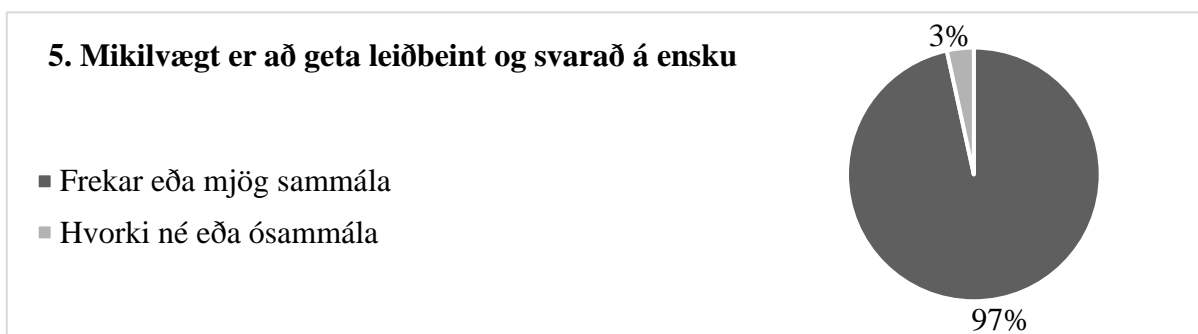 5. Mikilvægt er að geta leiðbeint og svarað á ensku
3%
Frekar eða mjög sammála
Hvorki né eða ósammála
97%